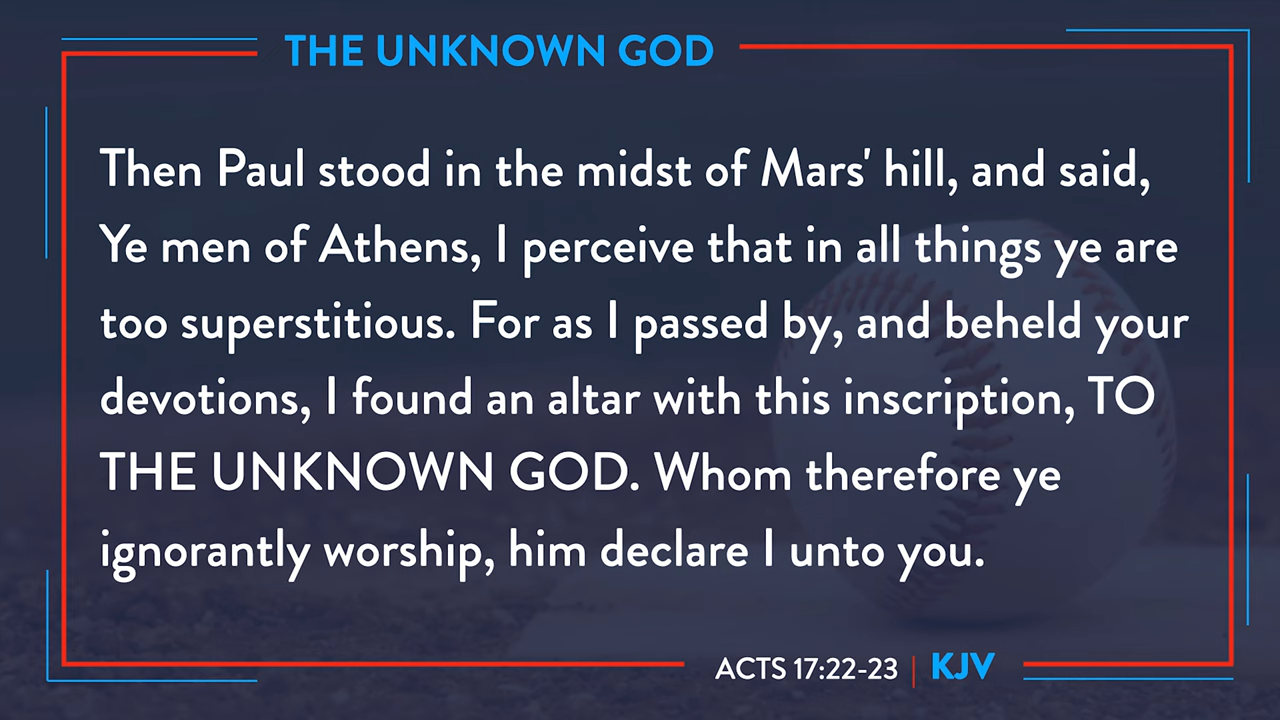 THE UNKNOWN GOD
Then Paul stood in the midst of Mars' hill, and said,
Ye men of Athens, I perceive that in all things ye are
too superstitious. For as I passed by, and beheld your
devotions, I found an altar with this inscription, TO
THE UNKNOWN GOD. Whom therefore ye
ignorantly worship, him declare I unto you.
ACTS 17:22-23 | KJV